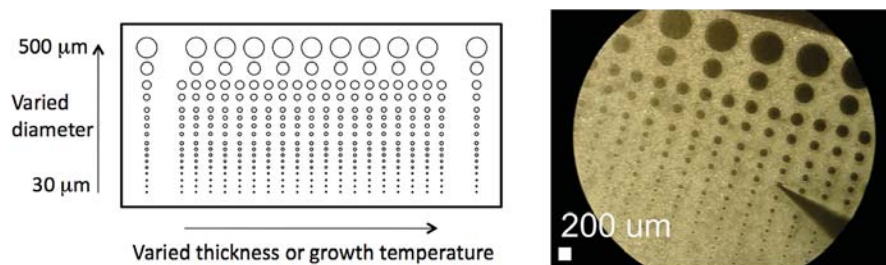 500 μm
Varied
diameter
30 μm
Varied thickness or growth temperature
200 um